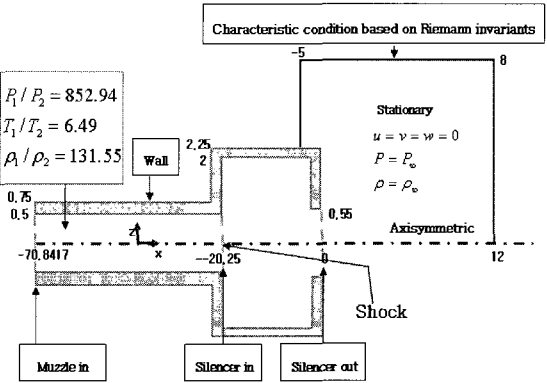 Characteristic condition based on Riemann invariants
-5
8
P₁/P₂ = 852.94
T₁/T₂ = 6.49
ρ₁/ρ₂ = 131.55
Stationary
u = v = w = 0
P = P∞
ρ = ρ∞
Wall
2.25
2
0.75
0.5
0.55
Axisymmetric
z
x
-70.8417
--20.25
0
12
Shock
Muzzle in
Silencer in
Silencer out